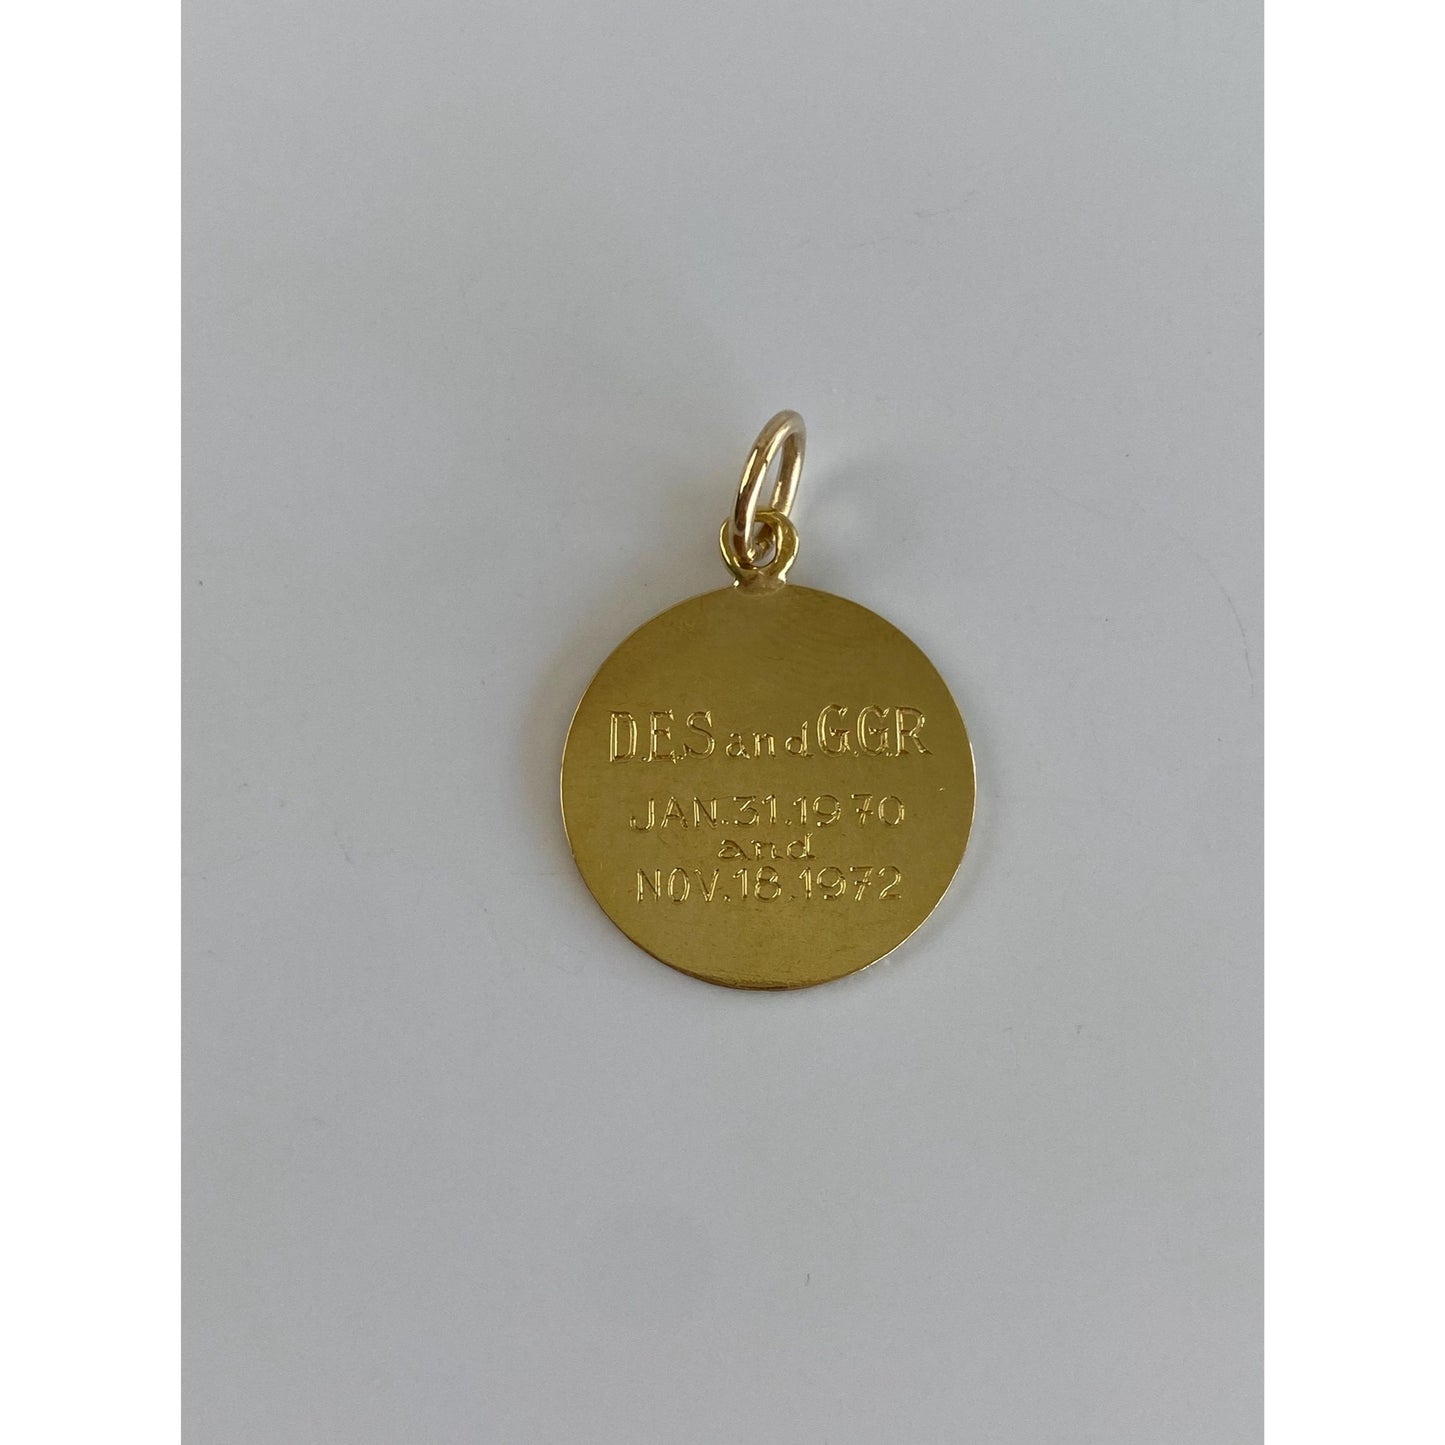 D.E.S and G.G.R
JAN.31.1970
and
NOV.18.1972